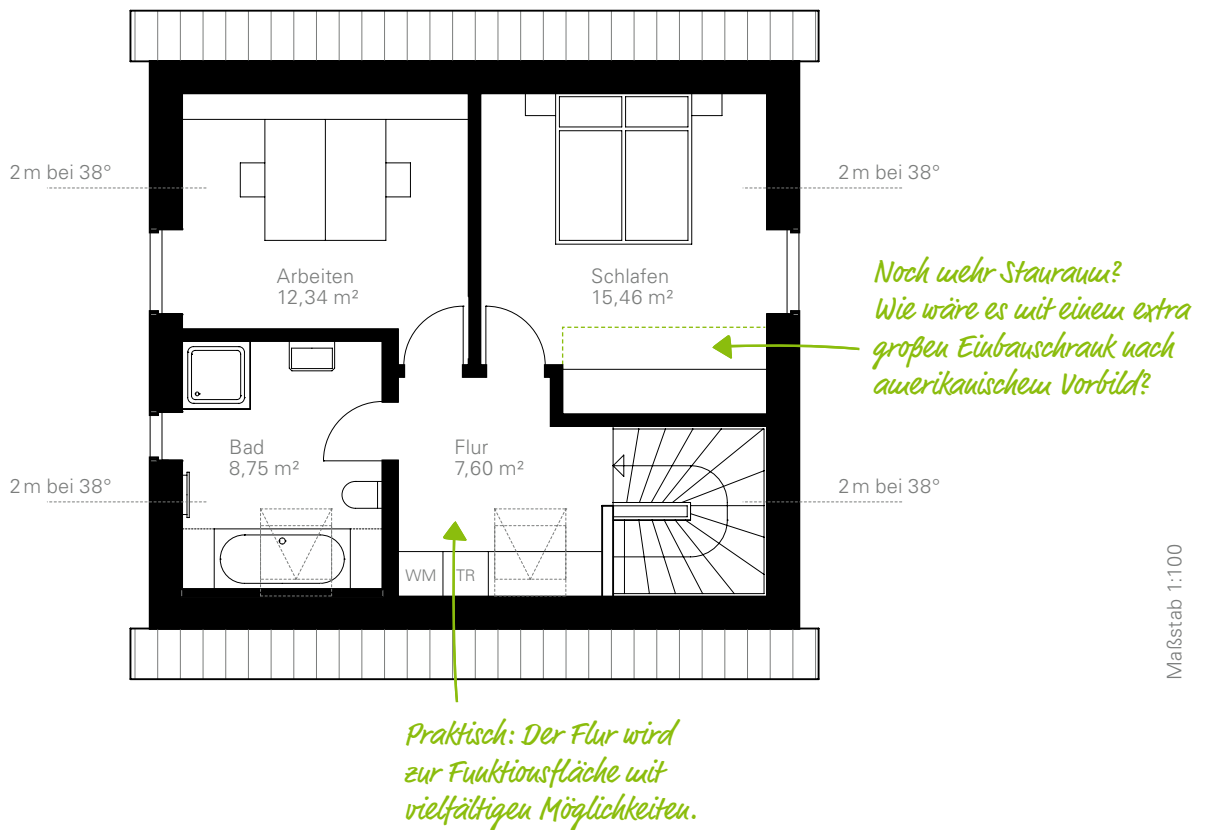 2 m bei 38°
2 m bei 38°
Arbeiten
12,34 m²
Schlafen
15,46 m²
Noch mehr Stauraum?
Wie wäre es mit einem extra
großen Einbauschrank nach
amerikanischem Vorbild?
Bad
8,75 m²
Flur
7,60 m²
2 m bei 38°
2 m bei 38°
WM
TR
Maßstab 1:100
Praktisch: Der Flur wird
zur Funktionsfläche mit
vielfältigen Möglichkeiten.